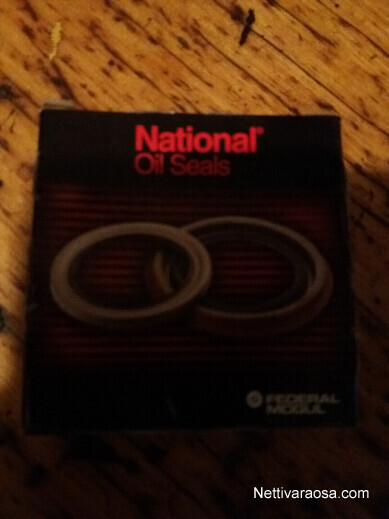 National®
Oil Seals
FEDERAL
MOGUL
Nettivaraosa.com